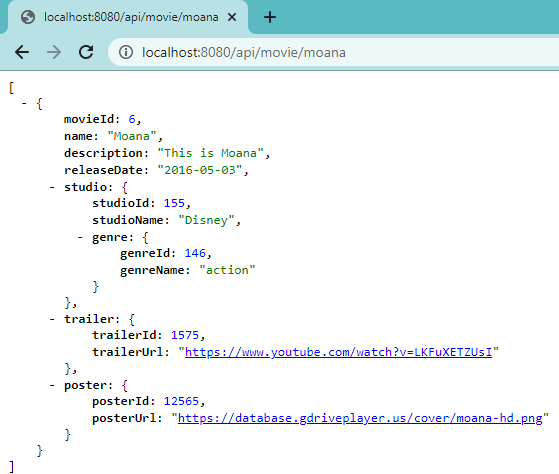 localhost:8080/api/movie/moana
localhost:8080/api/movie/moana
[
- {
movieId: 6,
name: "Moana",
description: "This is Moana",
releaseDate: "2016-05-03",
- studio: {
studioId: 155,
studioName: "Disney",
- genre: {
genreId: 146,
genreName: "action"
}
},
- trailer: {
trailerId: 1575,
trailerUrl: "https://www.youtube.com/watch?v=LKFuXETZUsI"
},
- poster: {
posterId: 12565,
posterUrl: "https://database.gdriveplayer.us/cover/moana-hd.png"
}
}
]